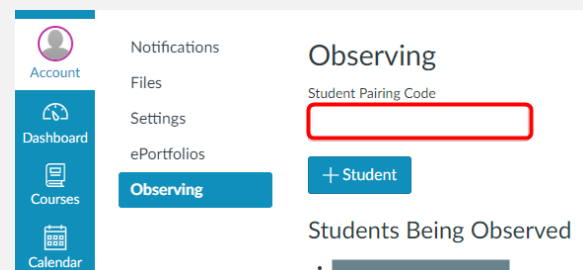 Account
Dashboard
Courses
Calendar
Notifications
Files
Settings
ePortfolios
Observing
Observing
Student Pairing Code
+ Student
Students Being Observed